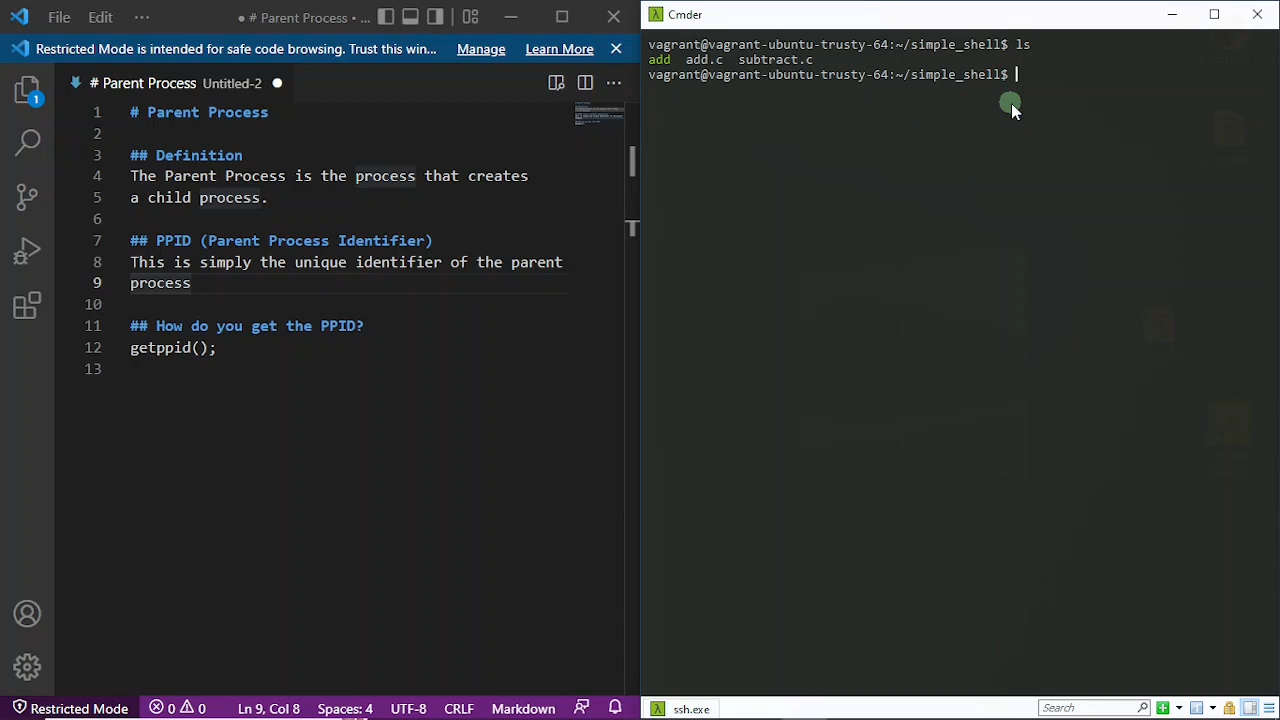 File Edit ··· ● # Parent Process • ...
Restricted Mode is intended for safe code browsing. Trust this win... Manage Learn More
# Parent Process Untitled-2 ●
1
1 # Parent Process
2
3 ## Definition
4 The Parent Process is the process that creates
5 a child process.
6
7 ## PPID (Parent Process Identifier)
8 This is simply the unique identifier of the parent
9 process
10
11 ## How do you get the PPID?
12 getppid();
13
Restricted Mode 0 0 Ln 9, Col 8 Spaces: 4 UTF-8 CRLF Markdown
λ Cmder
vagrant@vagrant-ubuntu-trusty-64:~/simple_shell$ ls
add add.c subtract.c
vagrant@vagrant-ubuntu-trusty-64:~/simple_shell$
λ ssh.exe Search